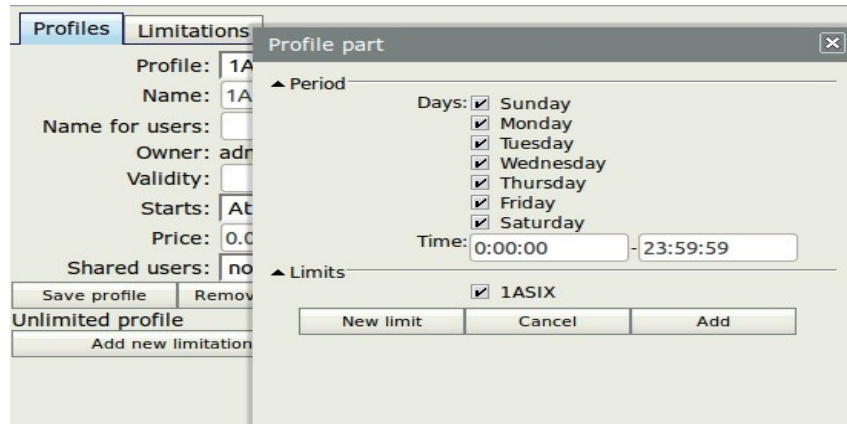 Profiles Limitations
Profile: 1A
Name: 1A
Name for users:
Owner: adm
Validity:
Starts: At
Price: 0.0
Shared users: no
Save profile Remov
Unlimited profile
Add new limitation
Profile part
Period
Days: Sunday
Monday
Tuesday
Wednesday
Thursday
Friday
Saturday
Time: 0:00:00 - 23:59:59
Limits
1ASIX
New limit Cancel Add